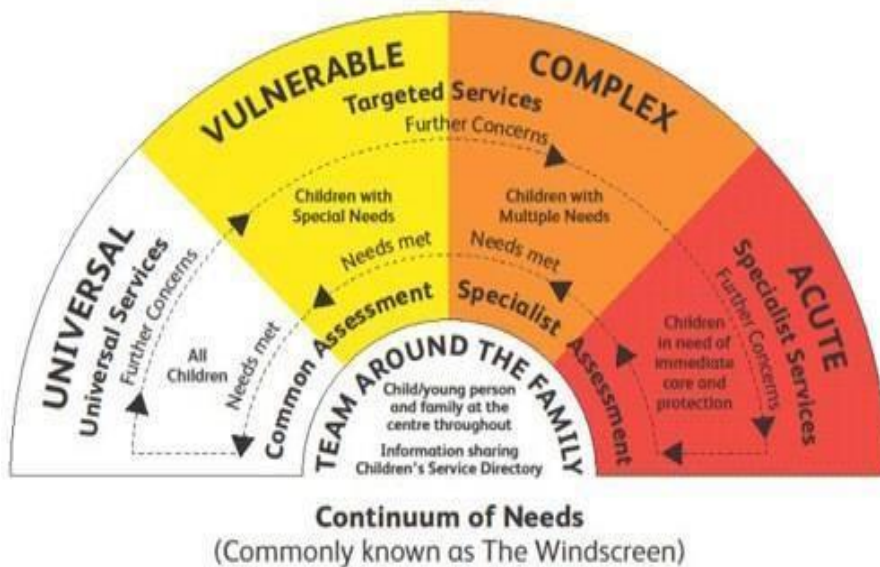 UNIVERSAL
Universal Services
Further Concerns
All
Children
Needs met
VULNERABLE
COMPLEX
Targeted Services
Further Concerns
Children with
Special Needs
Children with
Multiple Needs
Needs met
Needs met
Common Assessment
Specialist Assessment
ACUTE
Specialist Services
Further Concerns
Children
in need of
immediate
care and
protection
TEAM AROUND THE FAMILY
Child/young person
and family at the
centre throughout
Information sharing
Children's Service Directory
Continuum of Needs
(Commonly known as The Windscreen)